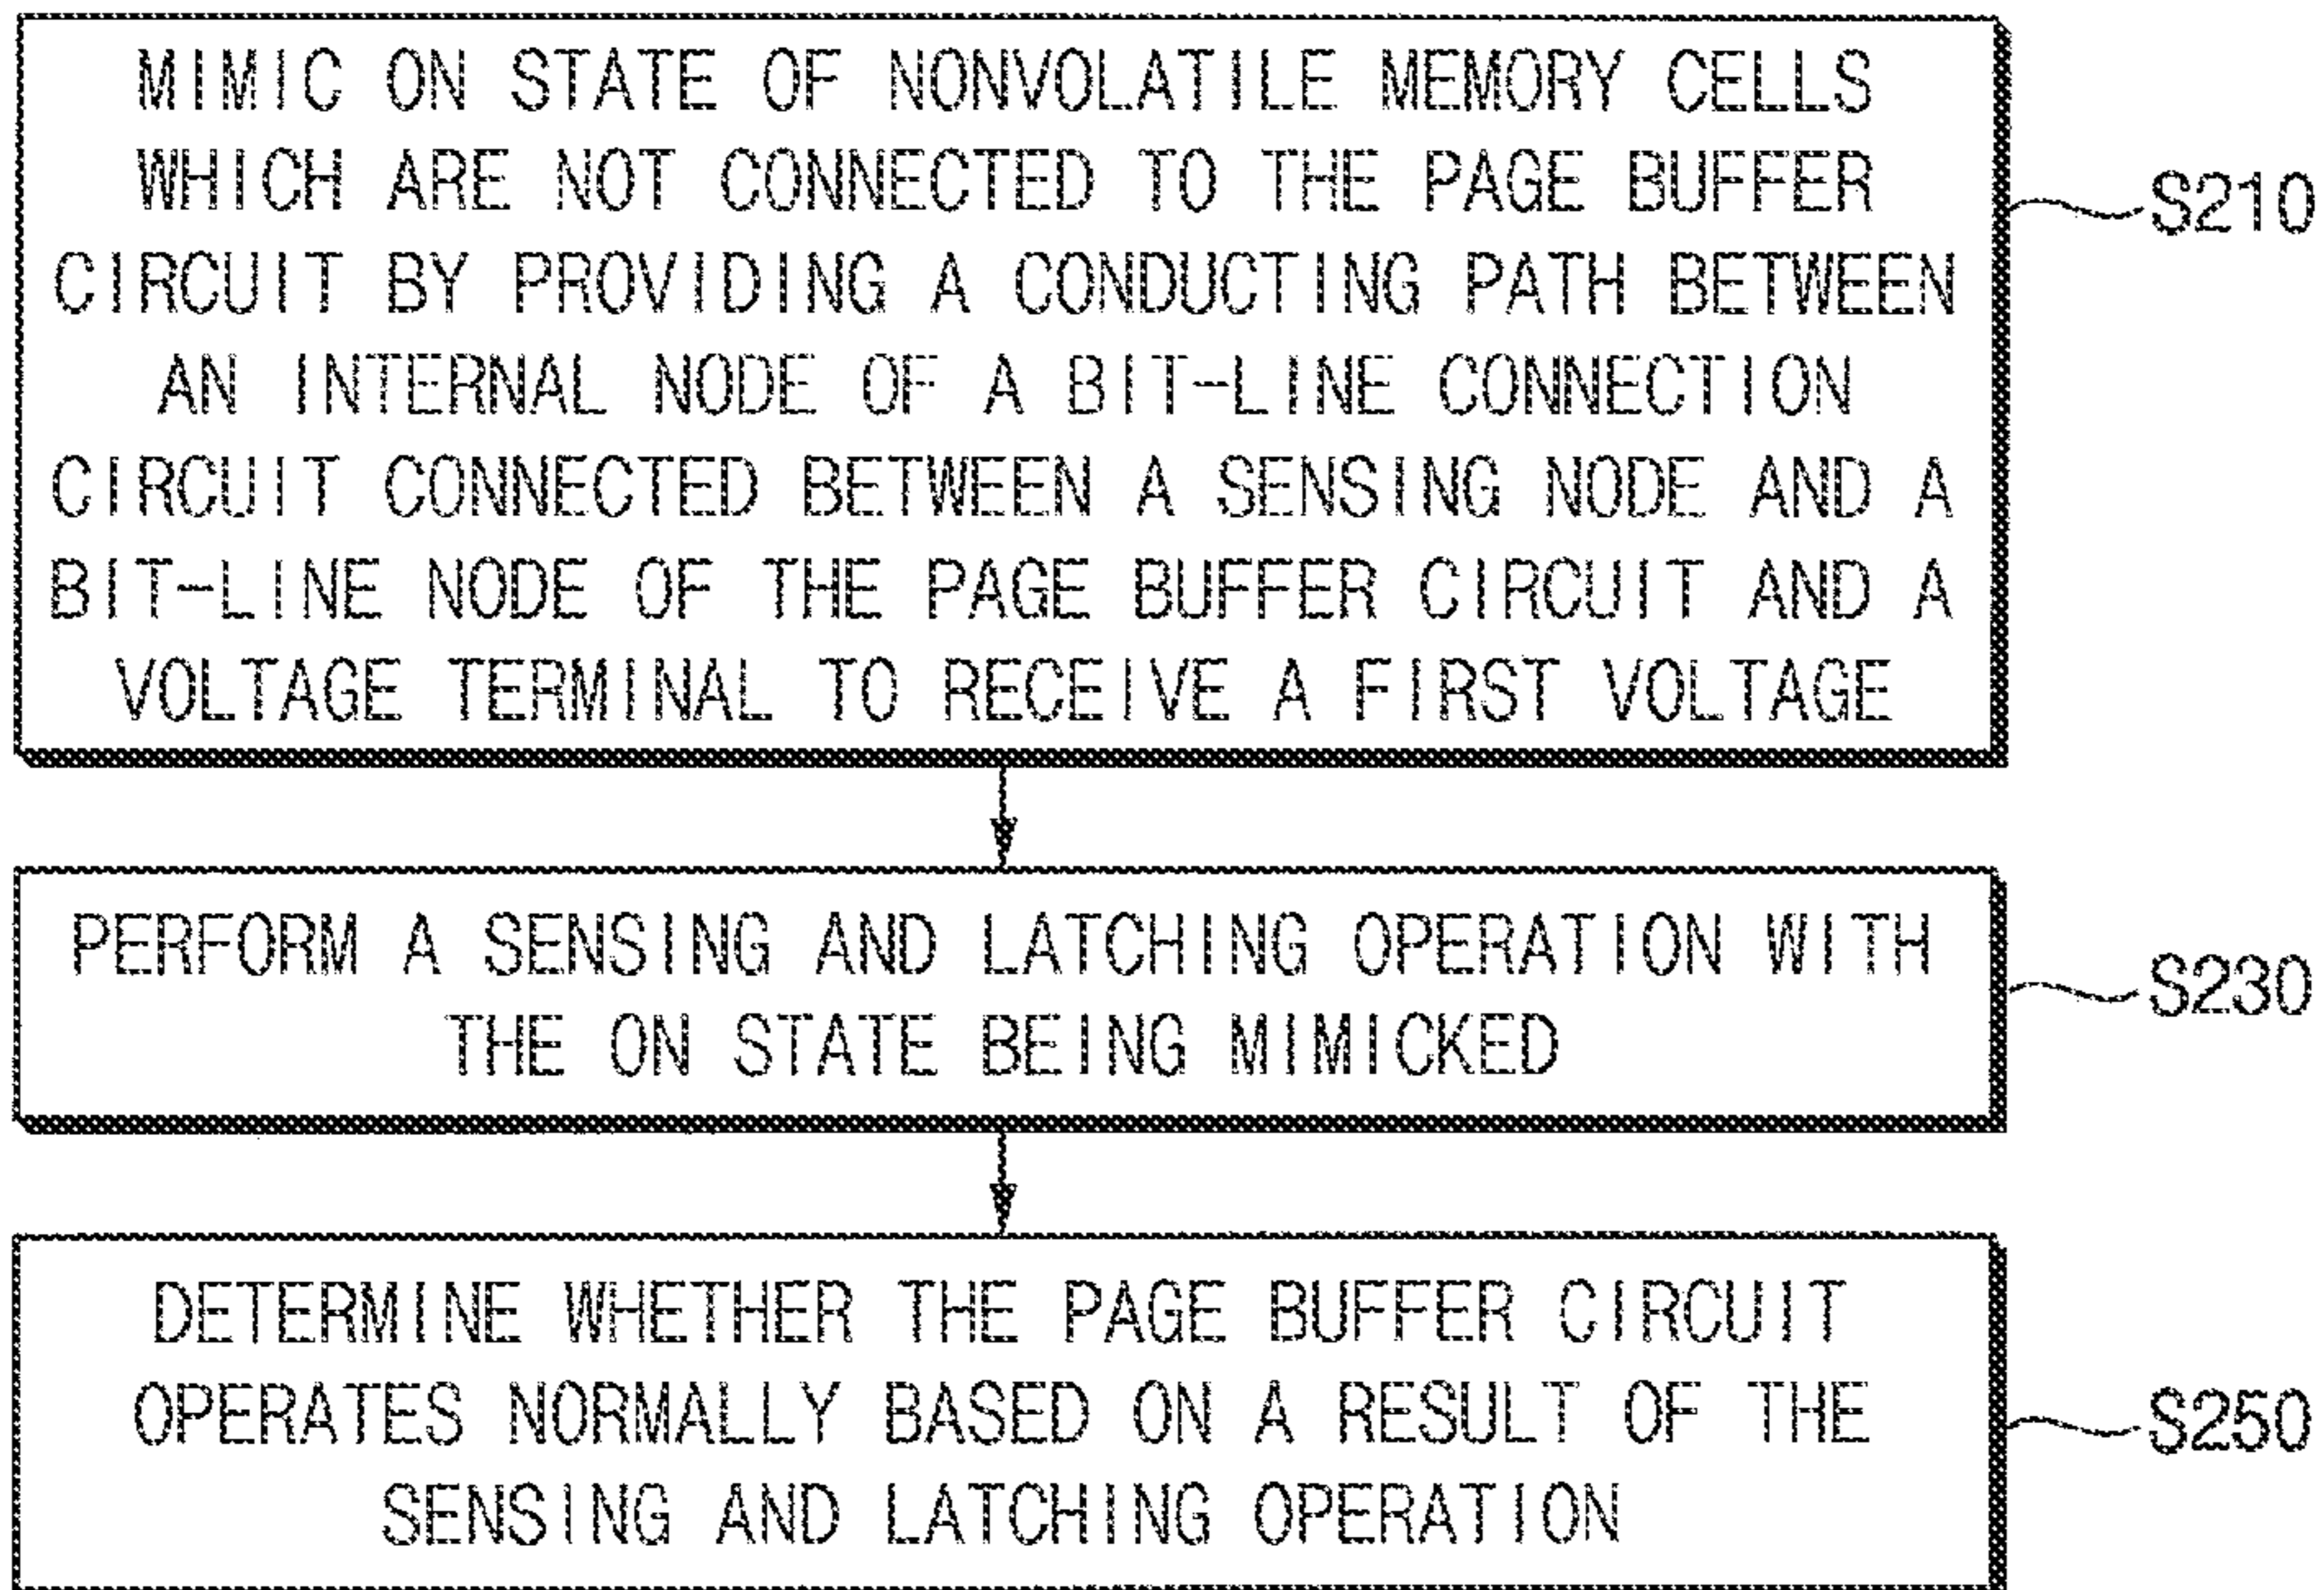 MIMIC ON STATE OF NONVOLATILE MEMORY CELLS
WHICH ARE NOT CONNECTED TO THE PAGE BUFFER
CIRCUIT BY PROVIDING A CONDUCTING PATH BETWEEN
AN INTERNAL NODE OF A BIT-LINE CONNECTION
CIRCUIT CONNECTED BETWEEN A SENSING NODE AND A
BIT-LINE NODE OF THE PAGE BUFFER CIRCUIT AND A
VOLTAGE TERMINAL TO RECEIVE A FIRST VOLTAGE
S210
PERFORM A SENSING AND LATCHING OPERATION WITH
THE ON STATE BEING MIMICKED
S230
DETERMINE WHETHER THE PAGE BUFFER CIRCUIT
OPERATES NORMALLY BASED ON A RESULT OF THE
SENSING AND LATCHING OPERATION
S250